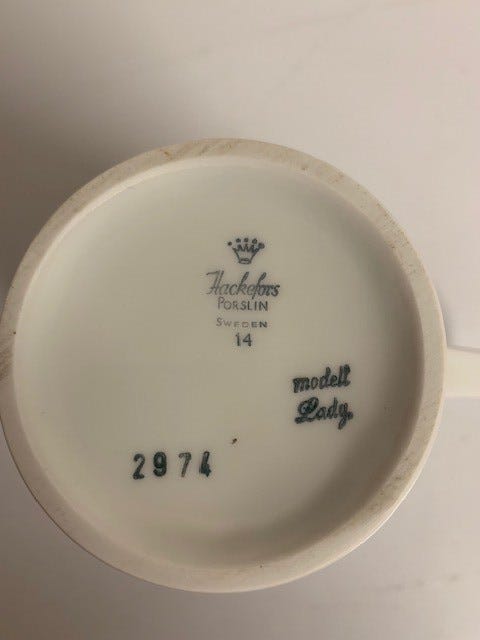 Hackefors
PORSLIN
SWEDEN
14
modell
Lady.
2974